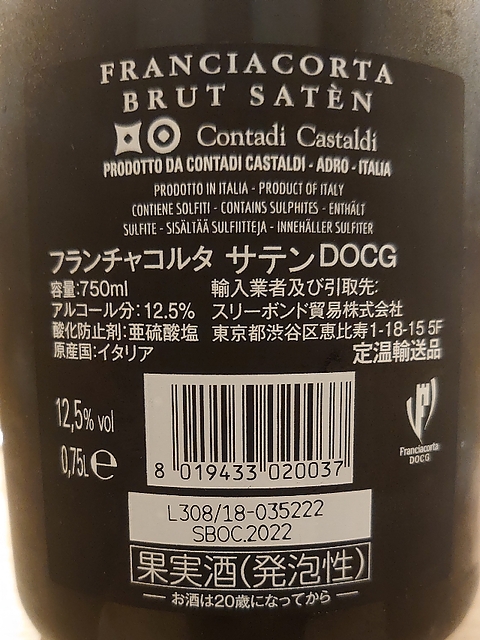 FRANCIACORTA
BRUT SATÈN
Contadi Castaldi
PRODOTTO DA CONTADI CASTALDI - ADRO - ITALIA
PRODOTTO IN ITALIA - PRODUCT OF ITALY
CONTIENE SOLFITI - CONTAINS SULPHITES - ENTHÄLT
SULFITE - SISÄLTÄÄ SULFIITTEJA - INNEHÅLLER SULFITER
フランチャコルタ サテン DOCG
容量:750ml
輸入業者及び引取先:
アルコール分:12.5%
スリーボンド貿易株式会社
酸化防止剤:亜硫酸塩
東京都渋谷区恵比寿1-18-15 5F
原産国:イタリア
定温輸送品
12,5% vol
0,75L e
8 019433 020037
Franciacorta
DOCG
L308/18-035222
SBOC.2022
果実酒(発泡性)
お酒は20歳になってから